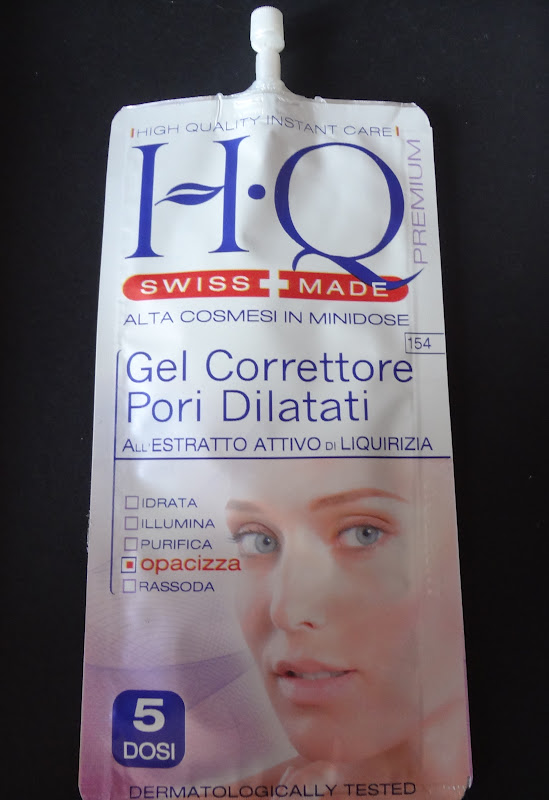 HIGH QUALITY INSTANT CARE
H·Q
PREMIUM
SWISS MADE
ALTA COSMESI IN MINIDOSE
154
Gel Correttore
Pori Dilatati
ALL'ESTRATTO ATTIVO DI LIQUIRIZIA
IDRATA
ILLUMINA
PURIFICA
opacizza
RASSODA
5
DOSI
DERMATOLOGICALLY TESTED